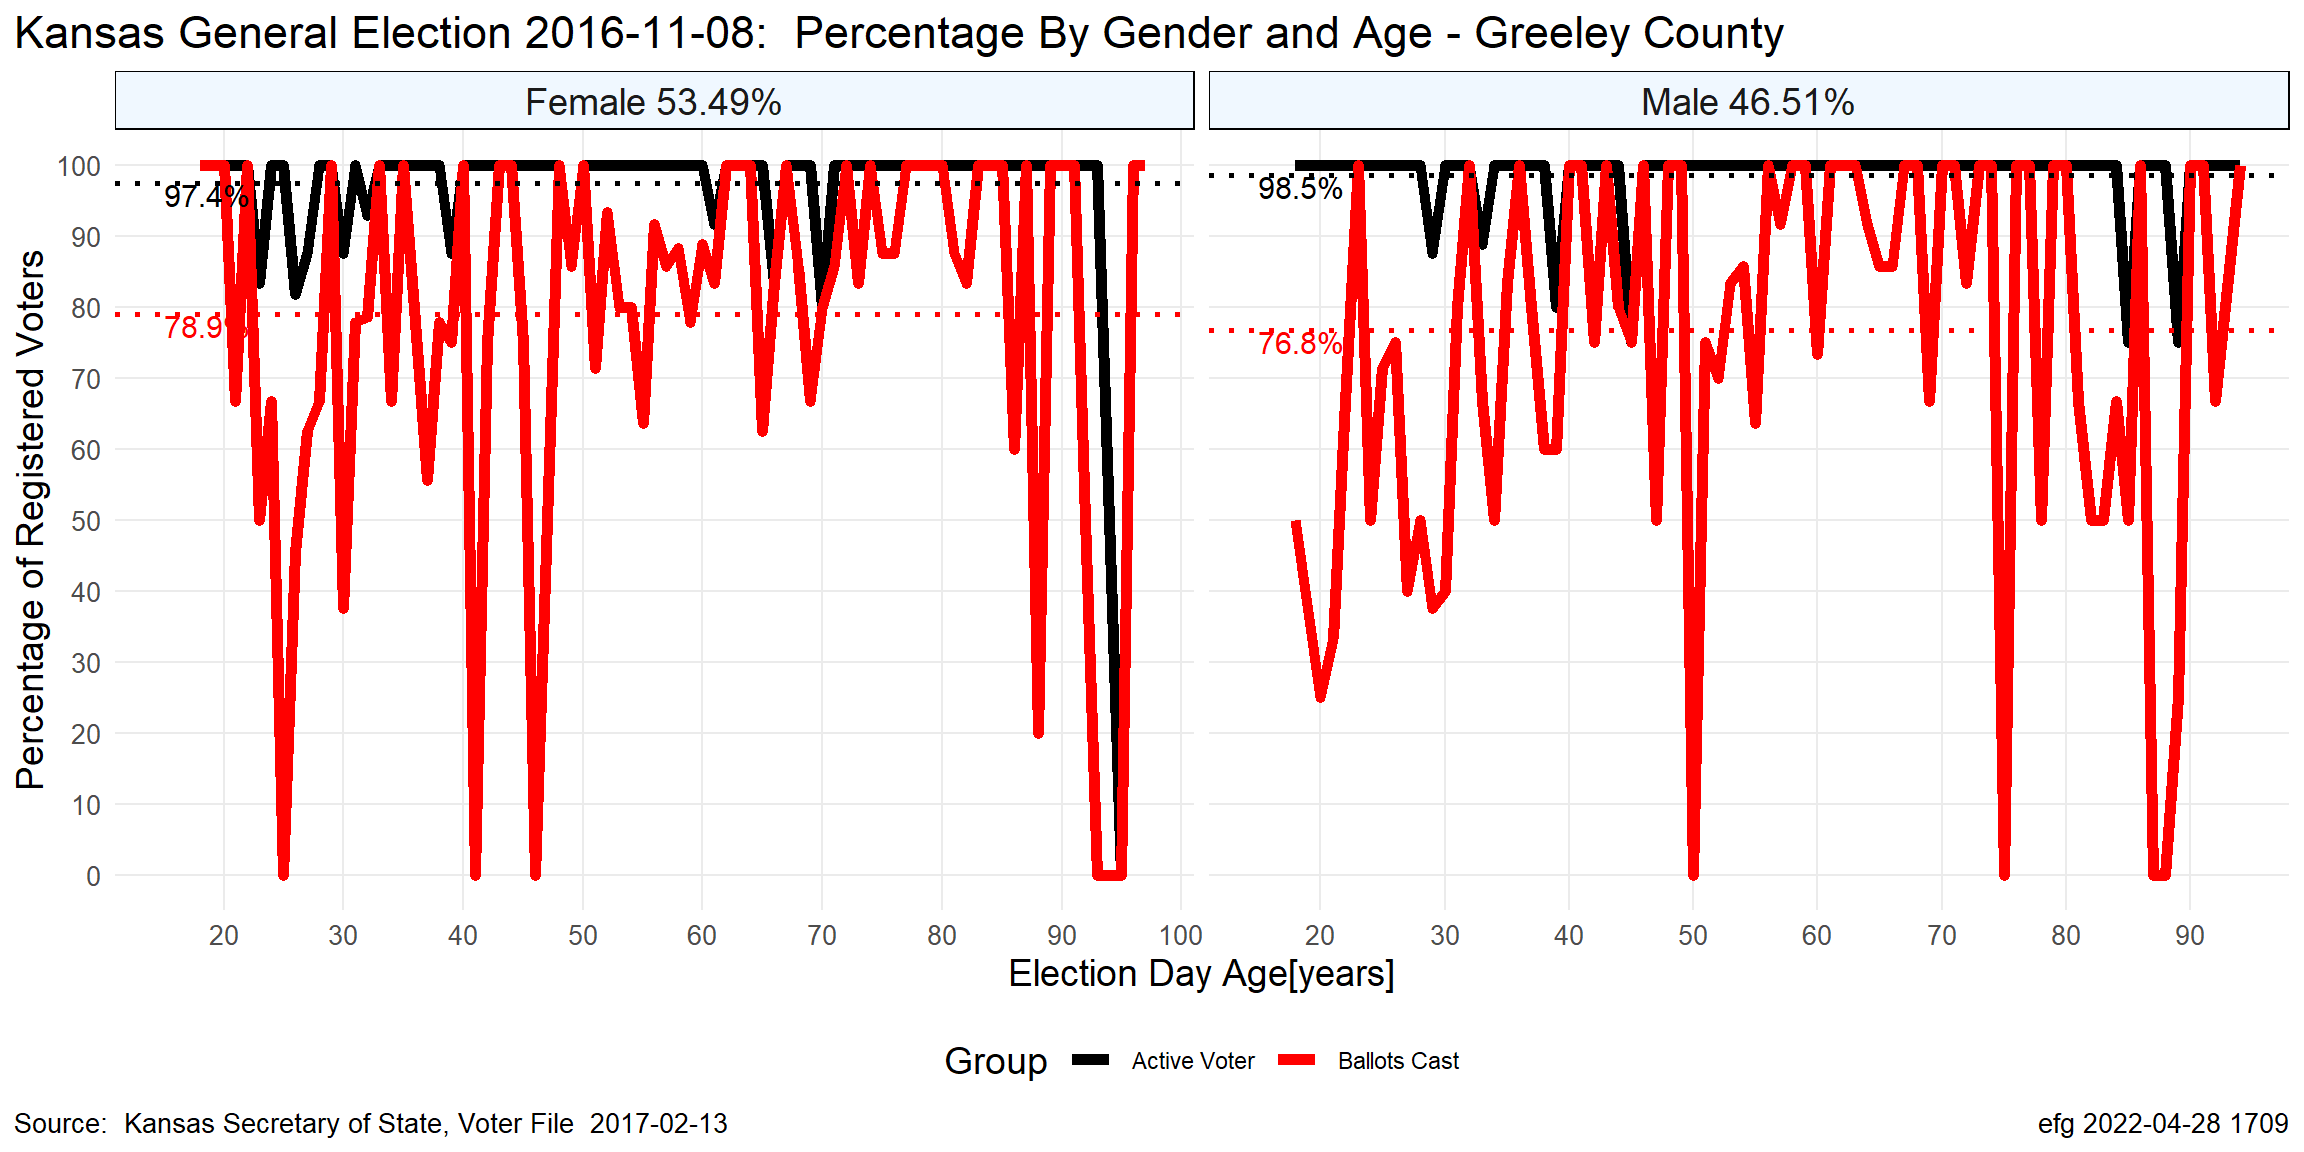 Kansas General Election 2016-11-08:  Percentage By Gender and Age - Greeley County
Female 53.49%
Male 46.51%
Percentage of Registered Voters
100
90
80
70
60
50
40
30
20
10
0
97.4%
78.9%
98.5%
76.8%
20 30 40 50 60 70 80 90 100
20 30 40 50 60 70 80 90
Election Day Age[years]
Group Active Voter Ballots Cast
Source:  Kansas Secretary of State, Voter File  2017-02-13
efg 2022-04-28 1709